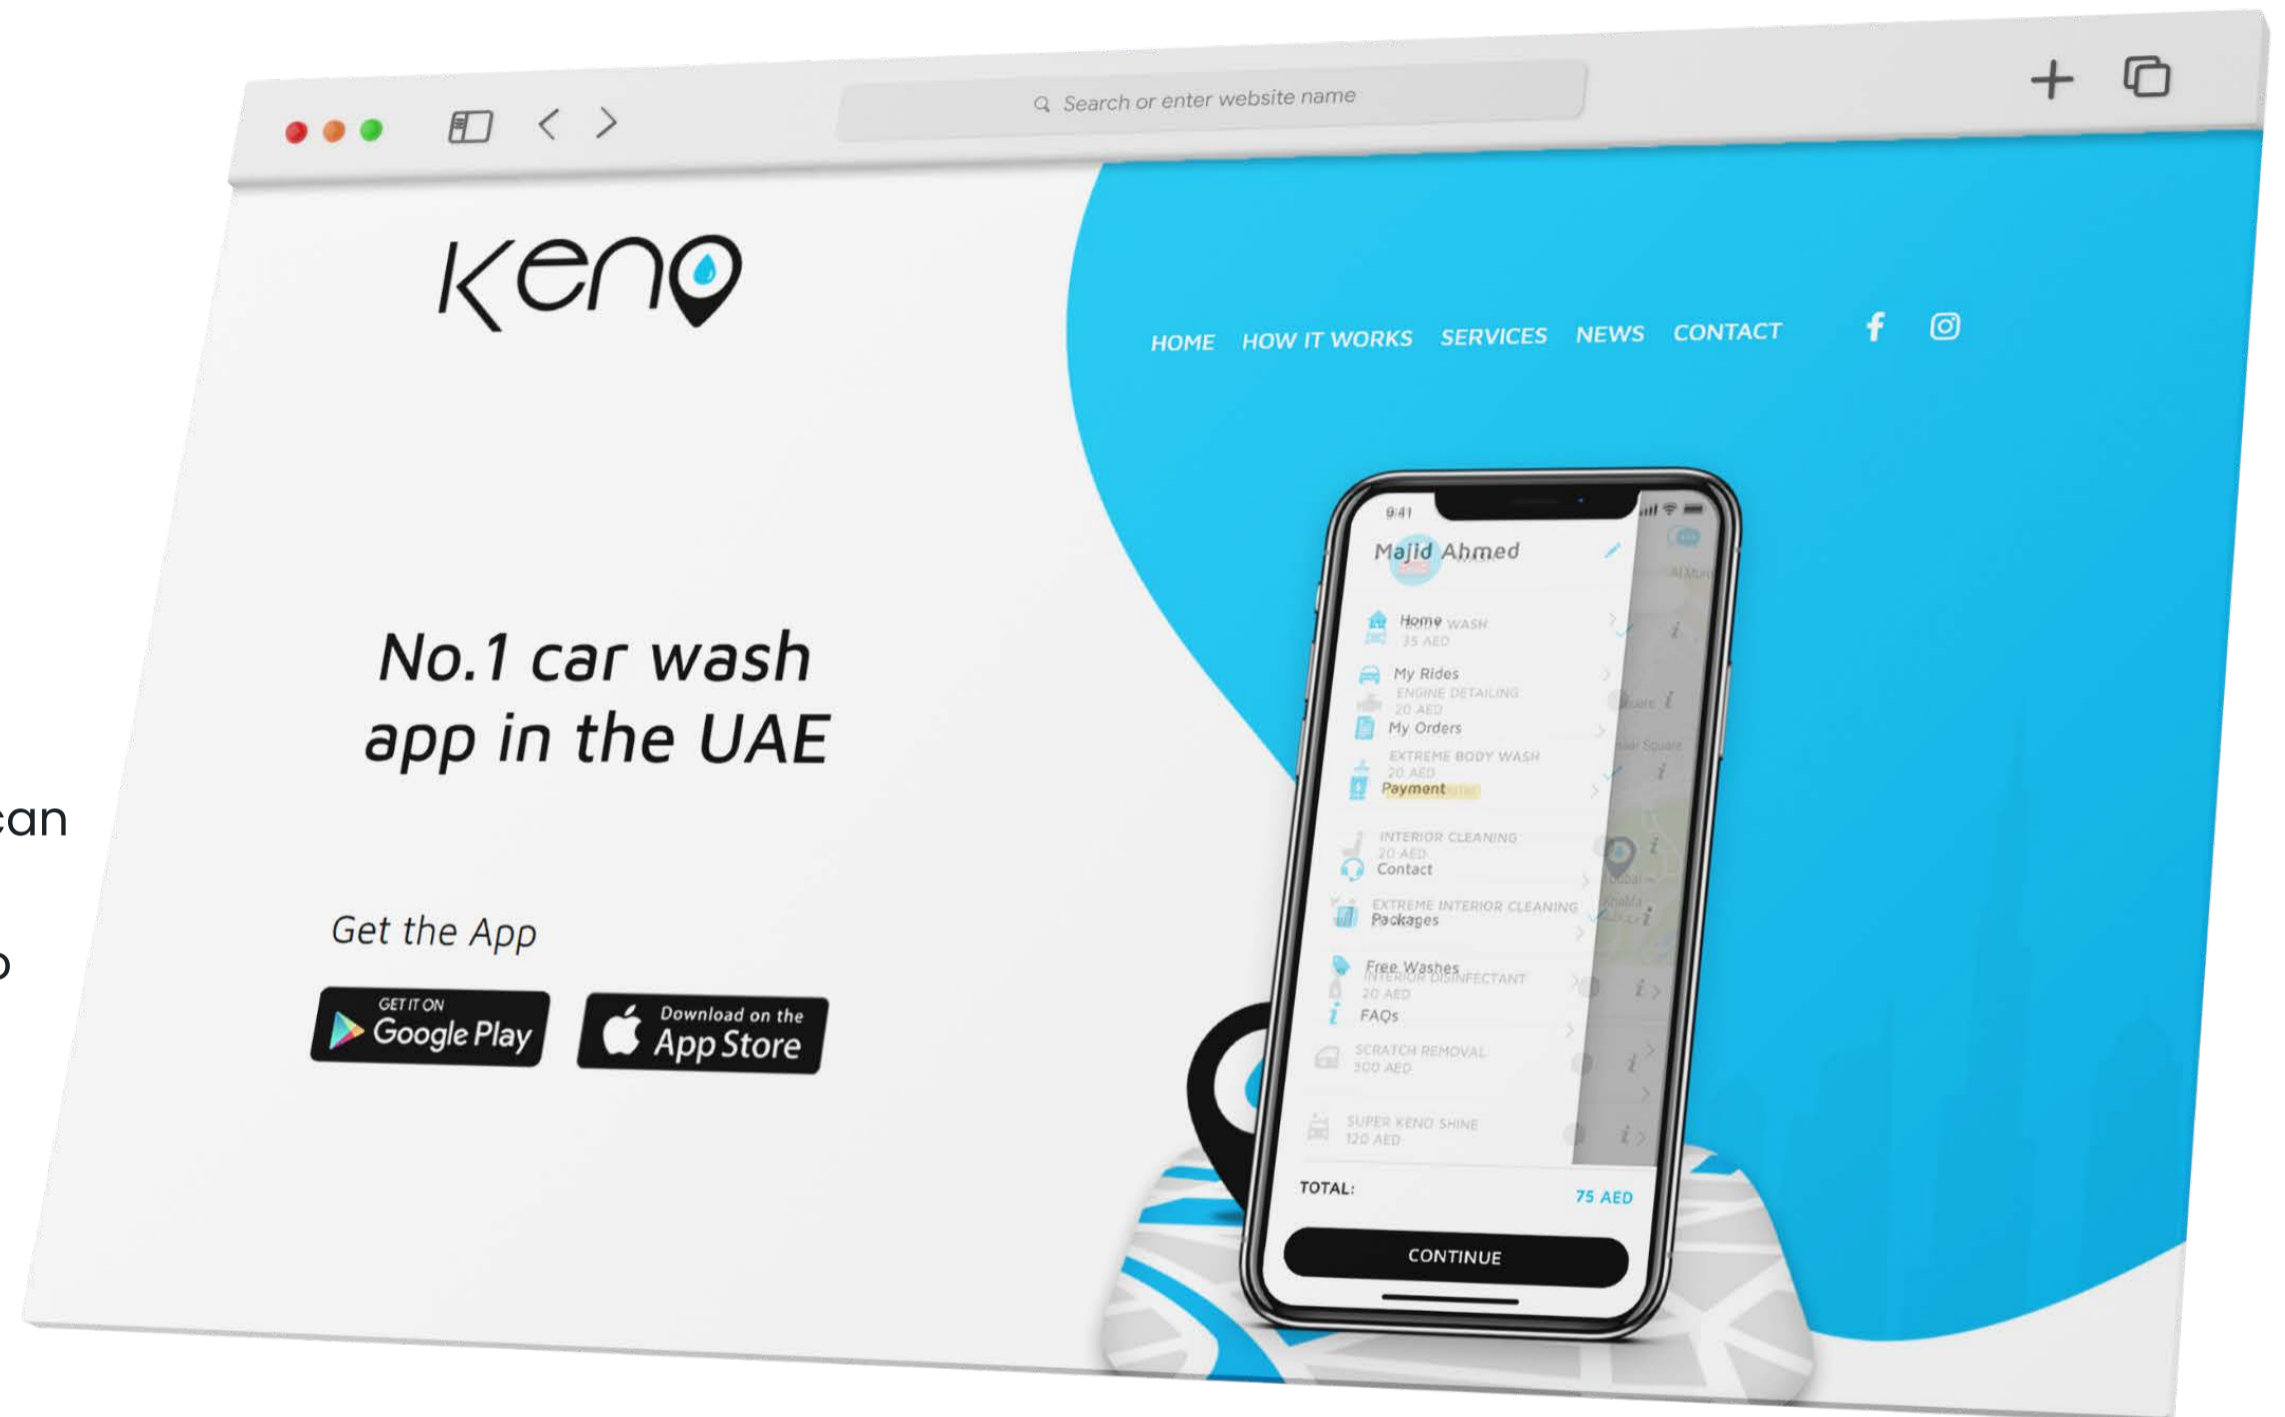 Search or enter website name
keno
HOME HOW IT WORKS SERVICES NEWS CONTACT
No.1 car wash
app in the UAE
can
Get the App
GET IT ON
Google Play
Download on the
App Store
9:41
Majid Ahmed
WASH
Home
BODY WASH
35 AED
My Rides
ENGINE DETAILING
20 AED
My Orders
EXTREME BODY WASH
20 AED
Payment
INTERIOR CLEANING
20 AED
Contact
EXTREME INTERIOR CLEANING
Packages
Free Washes
INTERIOR DISINFECTANT
20 AED
FAQs
SCRATCH REMOVAL
300 AED
SUPER KENO SHINE
120 AED
TOTAL: 75 AED
CONTINUE